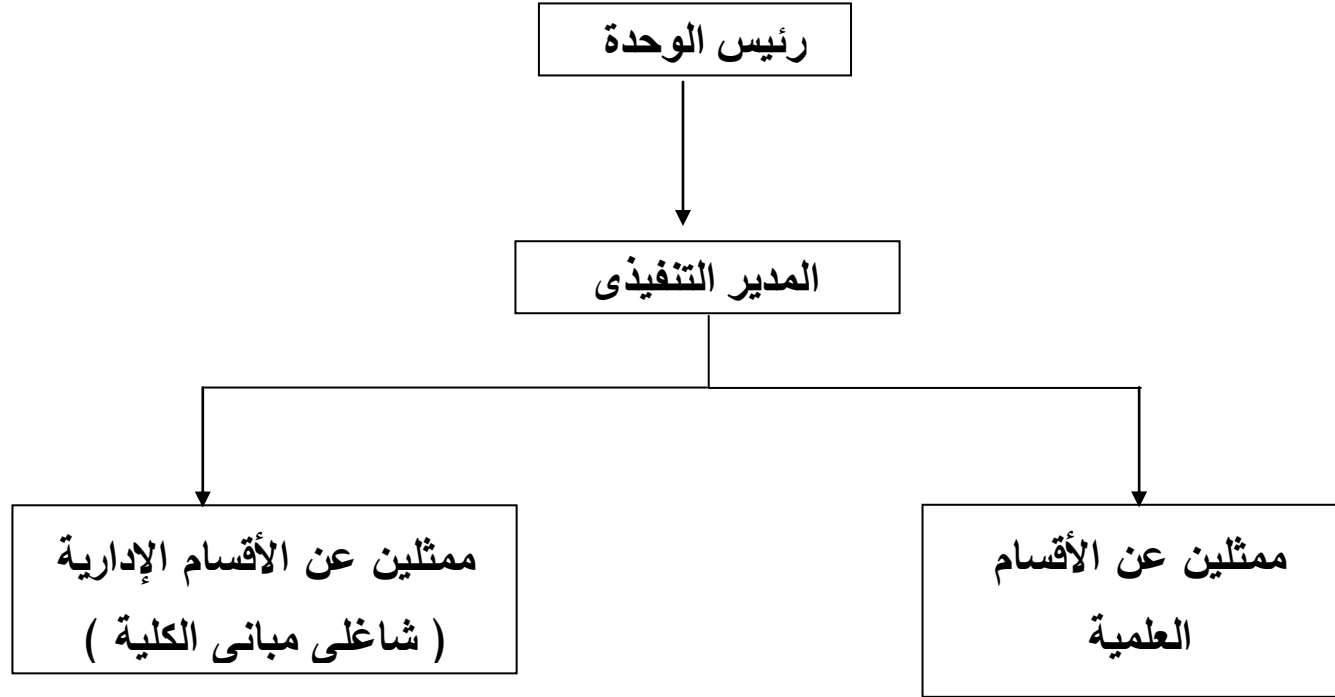 رئيس الوحدة
المدير التنفيذى
ممثلين عن الأقسام
العلمية
ممثلين عن الأقسام الإدارية
( شاغلى مبانى الكلية )